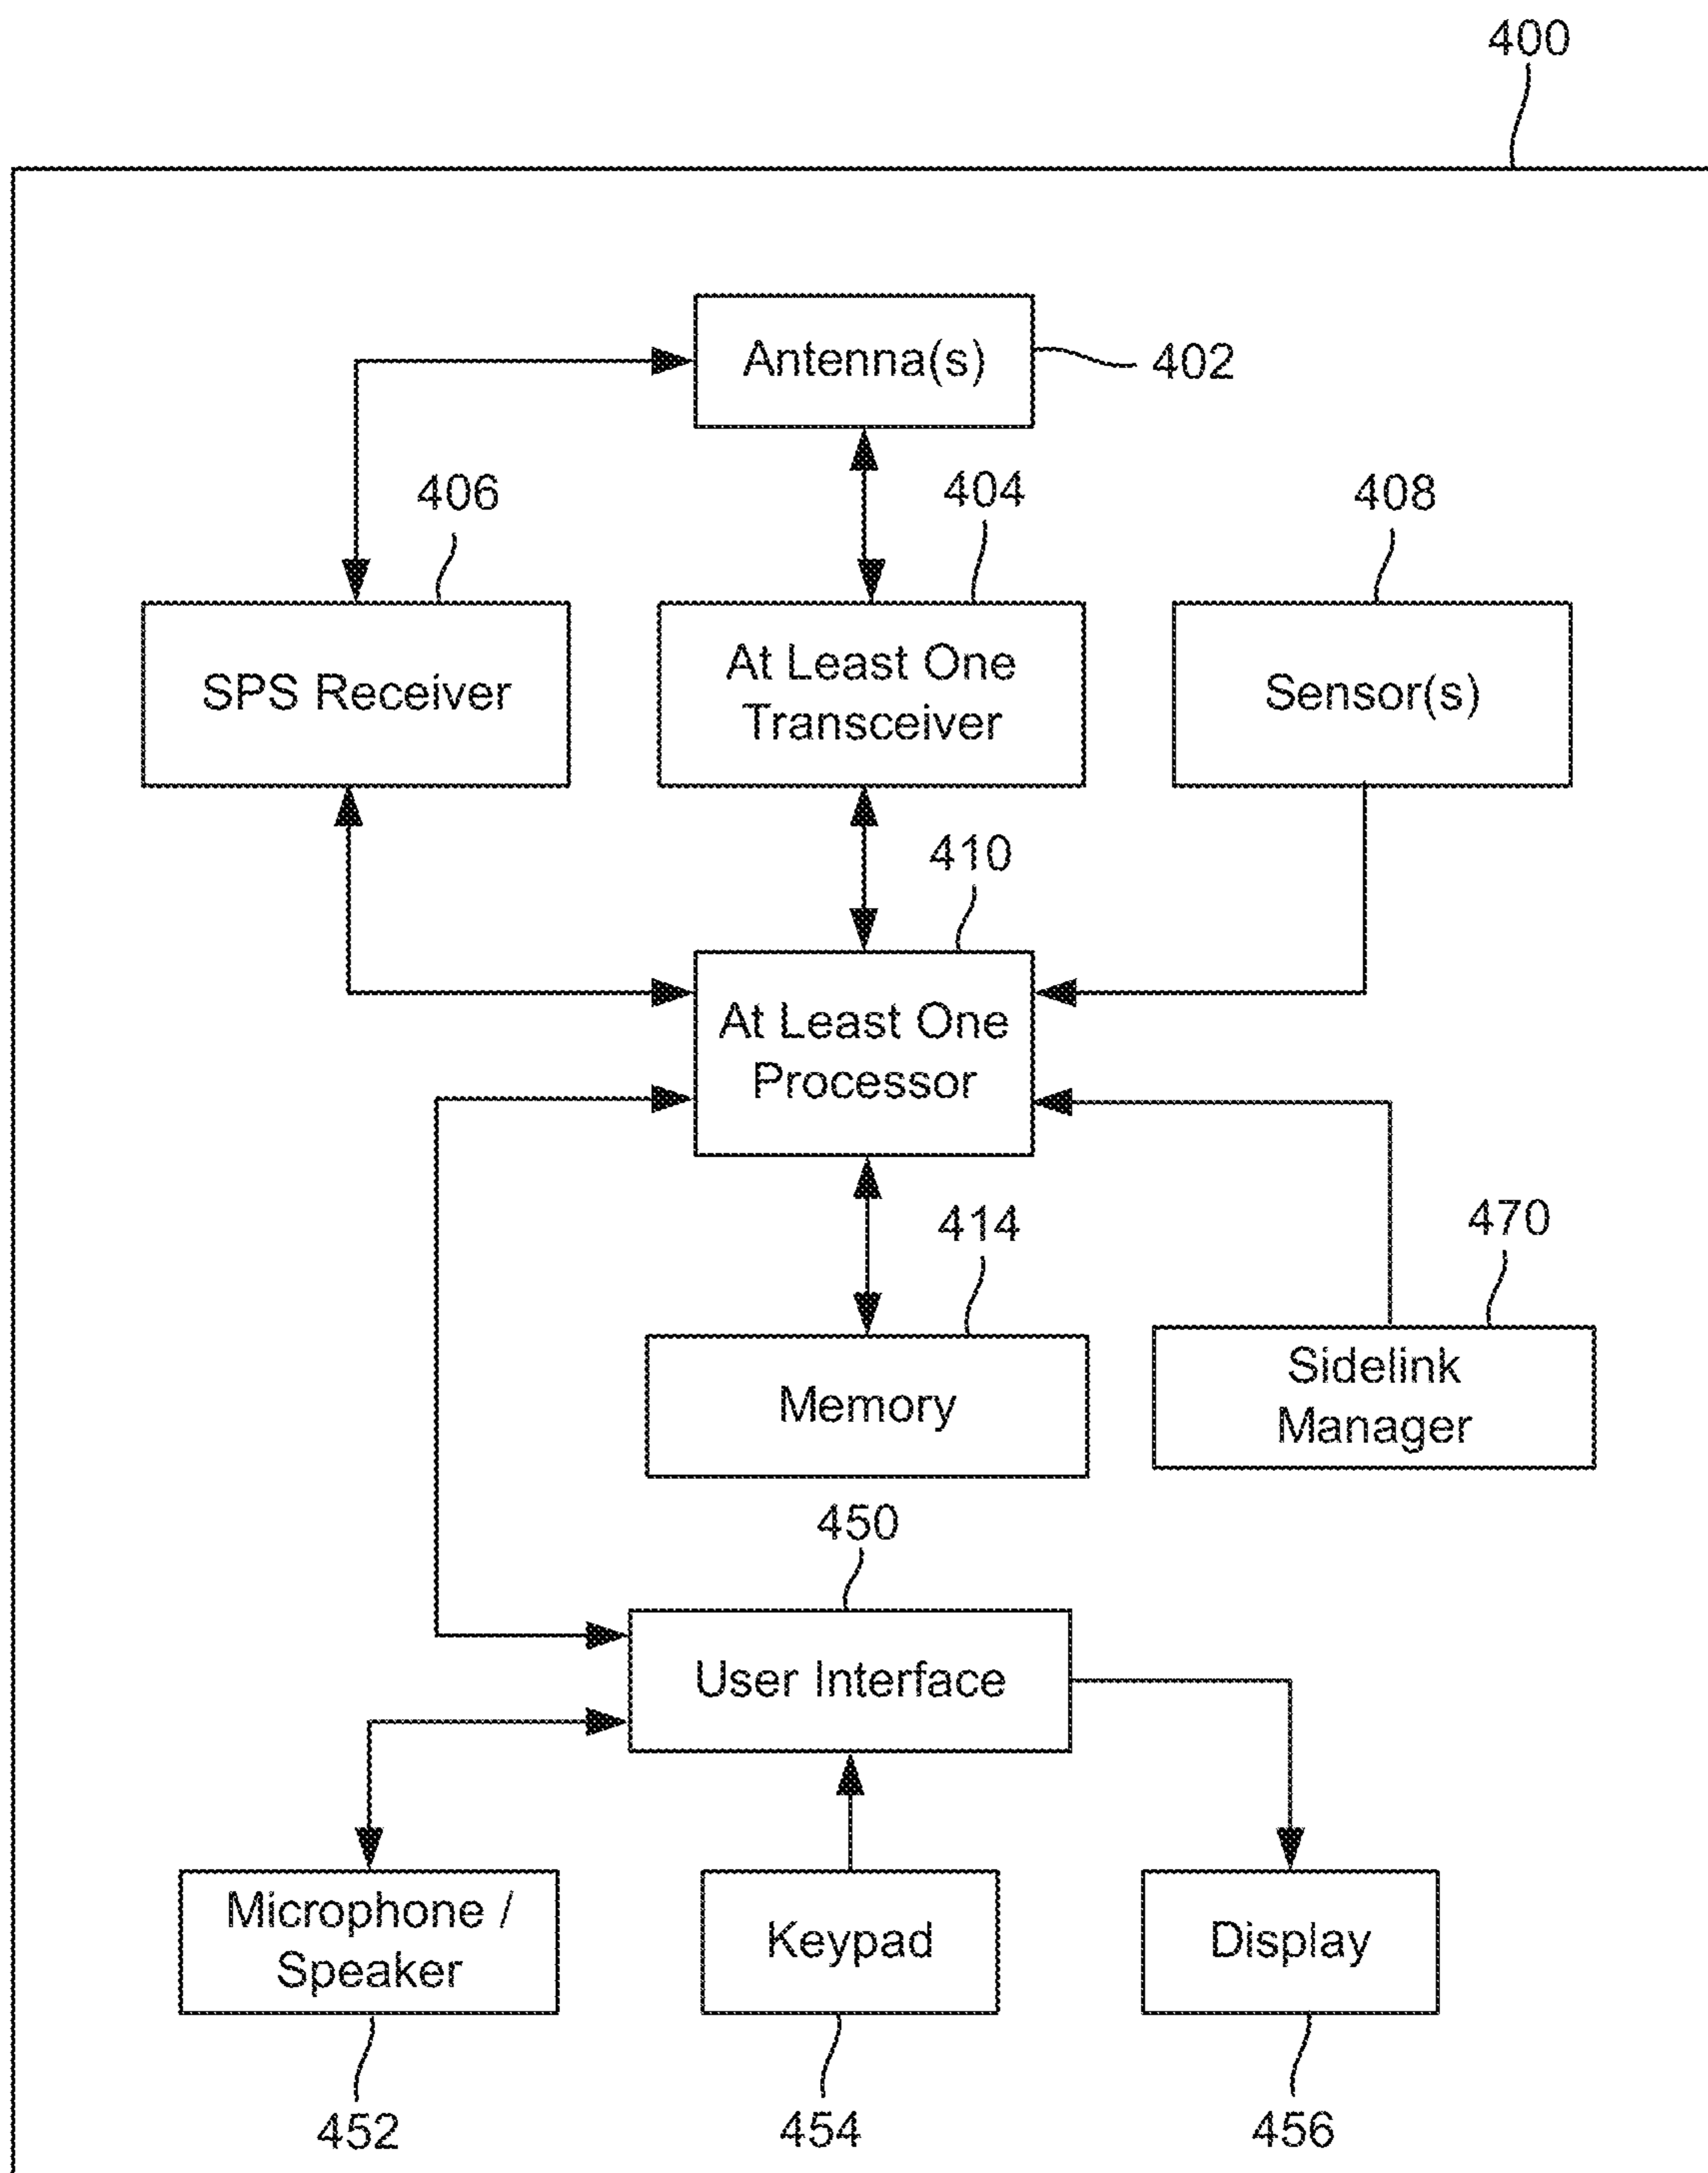 400
Antenna(s)
402
406
404
408
SPS Receiver
At Least One
Transceiver
Sensor(s)
410
At Least One
Processor
414
470
Memory
Sidelink
Manager
450
User Interface
Microphone /
Speaker
Keypad
Display
452
454
456